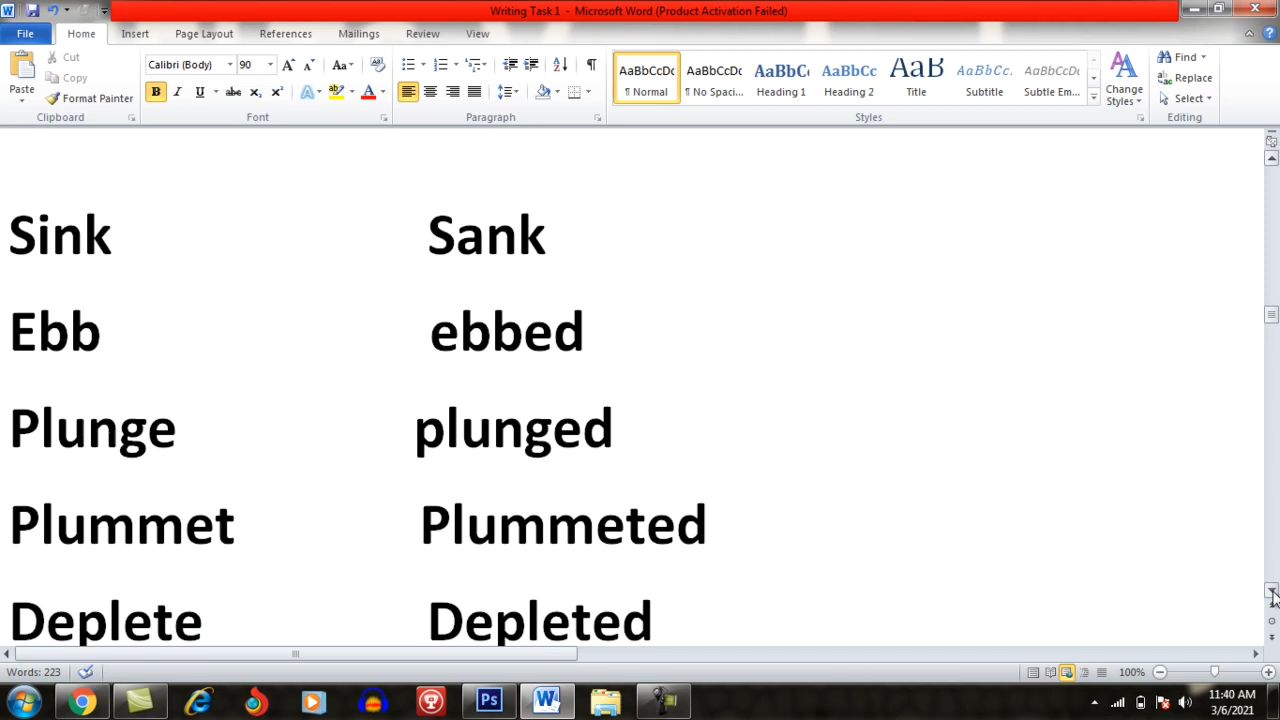 Writing Task 1 - Microsoft Word (Product Activation Failed)
File Home Insert Page Layout References Mailings Review View
Paste
Cut
Copy
Format Painter
Clipboard
Calibri (Body) 90
Font
Paragraph
AaBbCcDc AaBbCcDc AaBbCc AaBbCc AaB AaBbCc. AaBbCcDc
¶ Normal ¶ No Spaci... Heading 1 Heading 2 Title Subtitle Subtle Em...
Styles
Change Styles
Find
Replace
Select
Editing
Sink Sank
Ebb ebbed
Plunge plunged
Plummet Plummeted
Deplete Depleted
Words: 223
100%
11:40 AM
3/6/2021